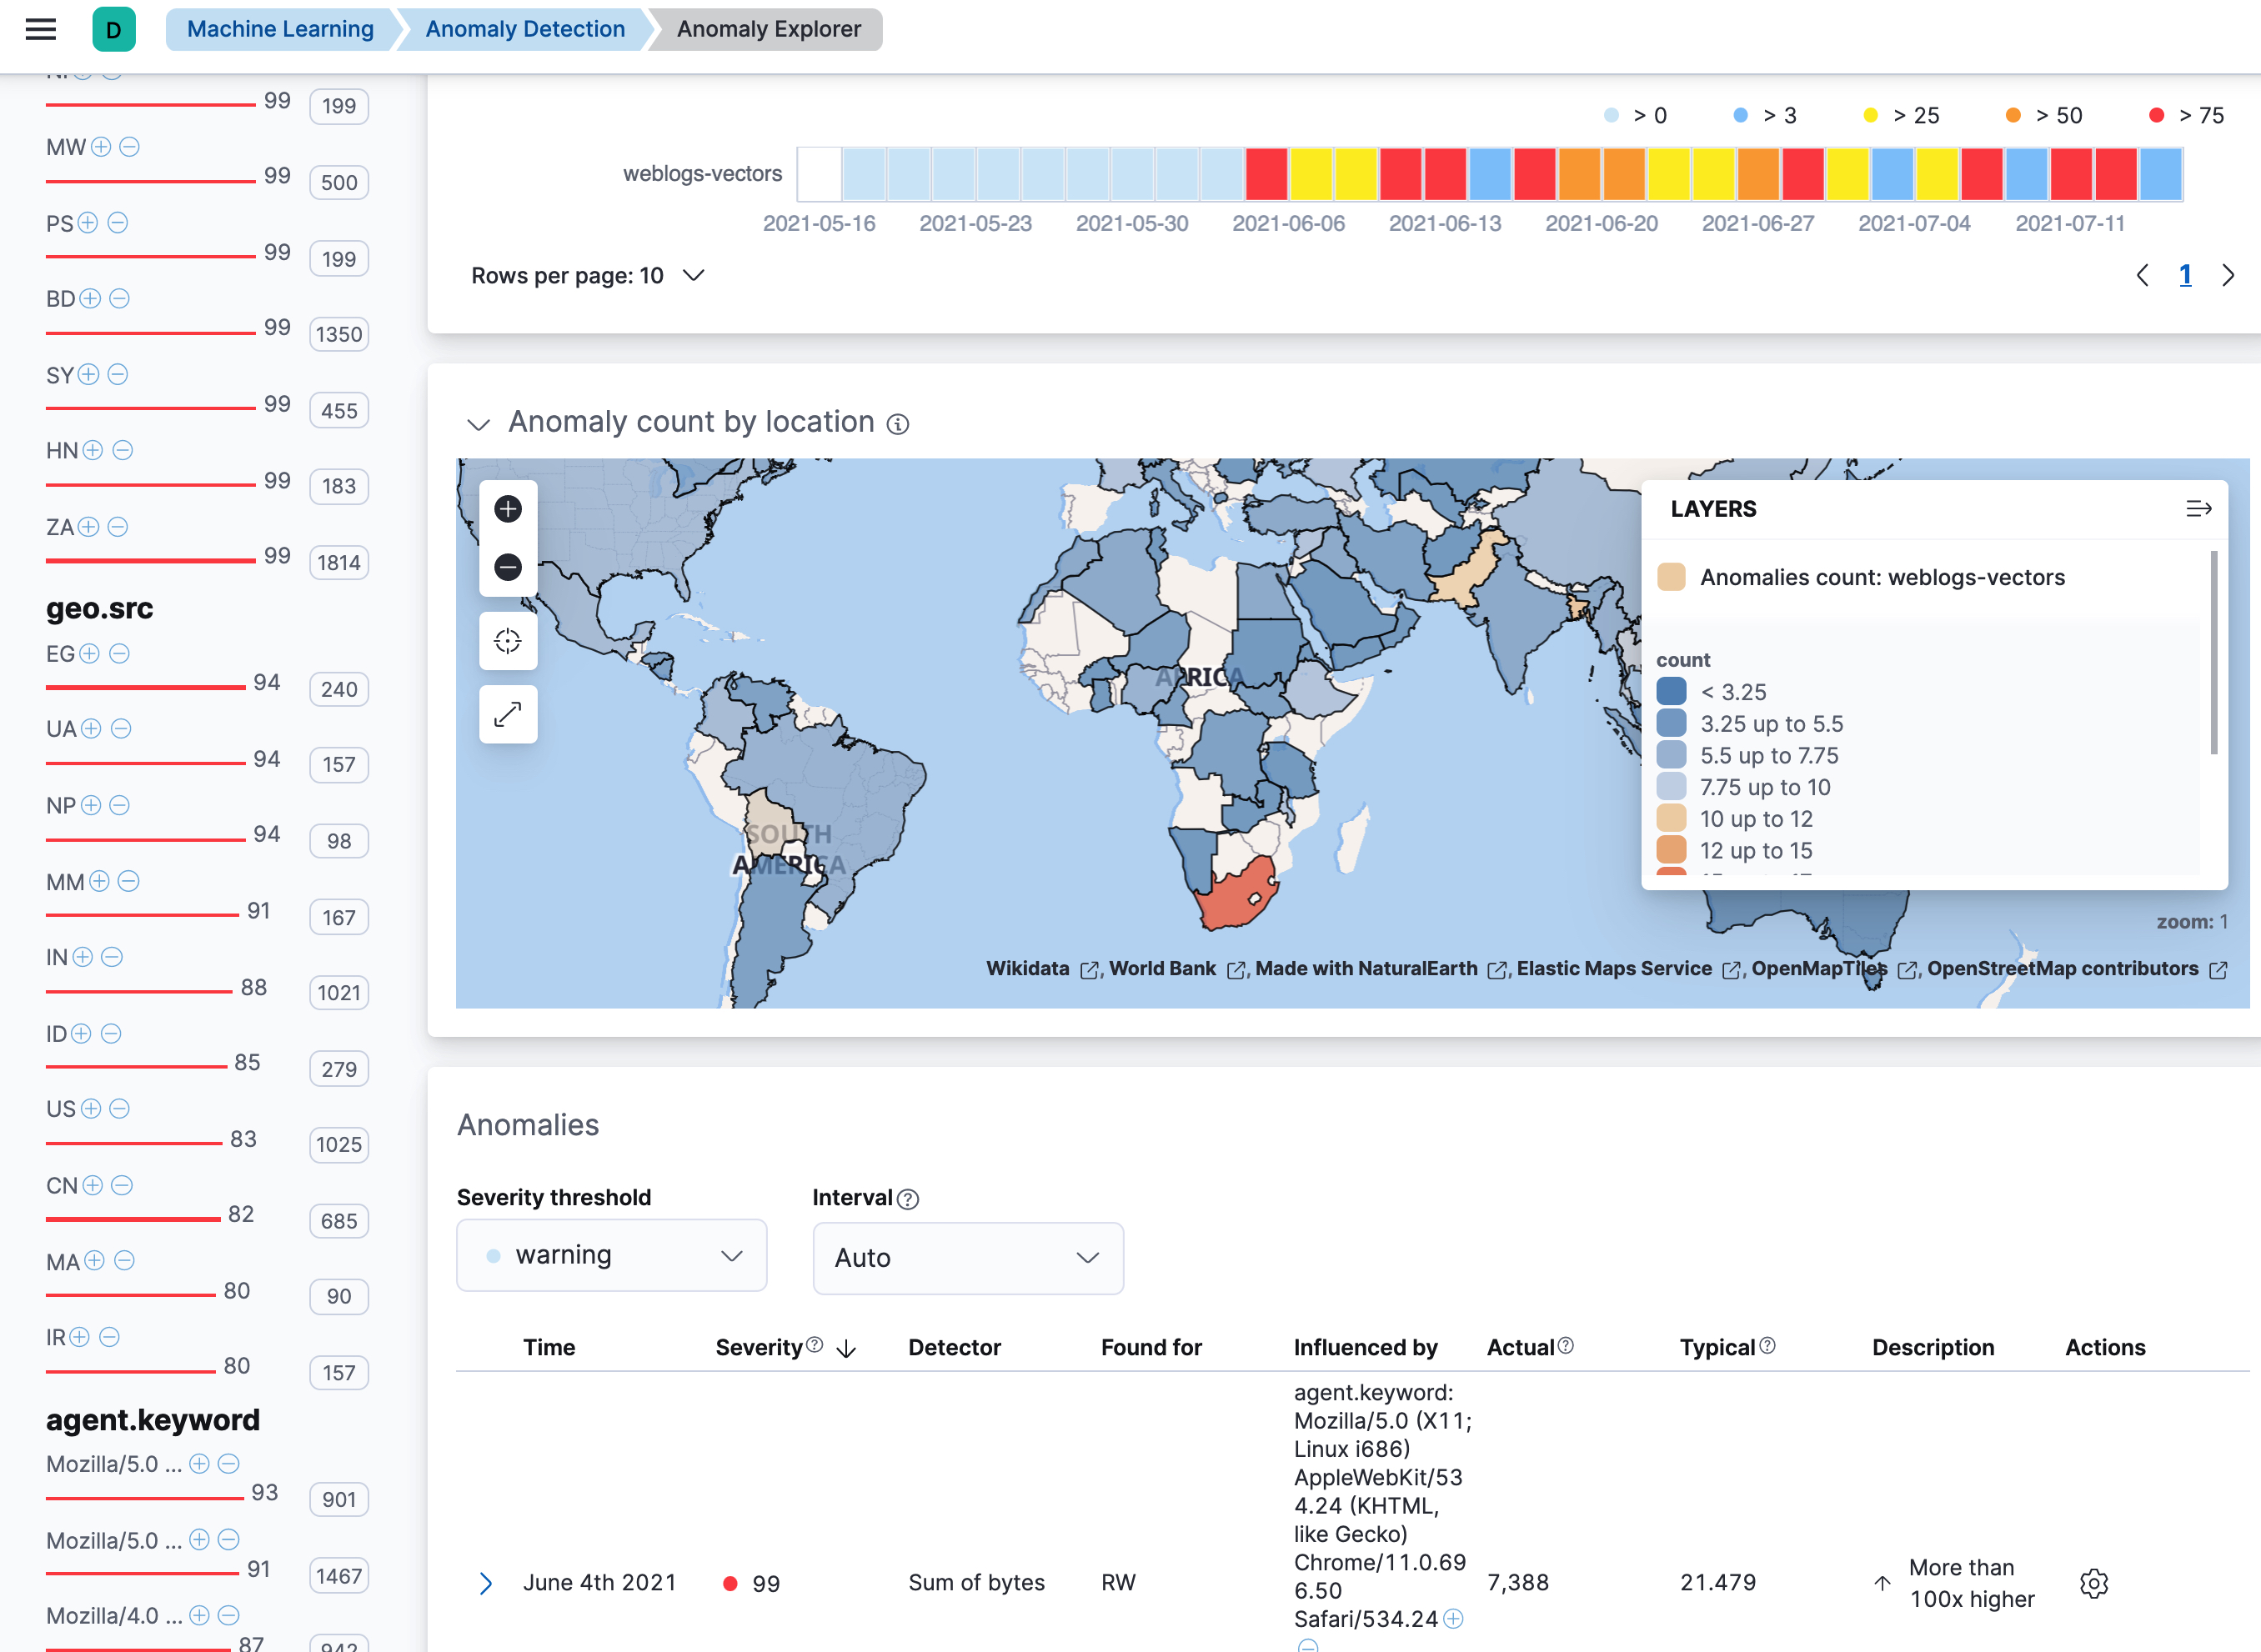 D
Machine Learning
Anomaly Detection
Anomaly Explorer
99
199
MW
99
500
PS
99
199
BD
99
1350
SY
99
455
HN
99
183
ZA
99
1814
geo.src
EG
94
240
UA
94
157
NP
94
98
MM
91
167
IN
88
1021
ID
85
279
US
83
1025
CN
82
685
MA
80
90
IR
80
157
agent.keyword
Mozilla/5.0 ...
93
901
Mozilla/5.0 ...
91
1467
Mozilla/4.0 ...
87
942
> 0
> 3
> 25
> 50
> 75
weblogs-vectors
2021-05-16
2021-05-23
2021-05-30
2021-06-06
2021-06-13
2021-06-20
2021-06-27
2021-07-04
2021-07-11
Rows per page: 10
1
Anomaly count by location
AFRICA
SOUTH
AMERICA
LAYERS
Anomalies count: weblogs-vectors
count
< 3.25
3.25 up to 5.5
5.5 up to 7.75
7.75 up to 10
10 up to 12
12 up to 15
zoom: 1
Wikidata , World Bank , Made with NaturalEarth , Elastic Maps Service , OpenMapTiles , OpenStreetMap contributors
Anomalies
Severity threshold
Interval
warning
Auto
Time
Severity
Detector
Found for
Influenced by
Actual
Typical
Description
Actions
agent.keyword:
Mozilla/5.0 (X11;
Linux i686)
AppleWebKit/53
4.24 (KHTML,
like Gecko)
Chrome/11.0.69
6.50
Safari/534.24
June 4th 2021
99
Sum of bytes
RW
7,388
21.479
More than
100x higher